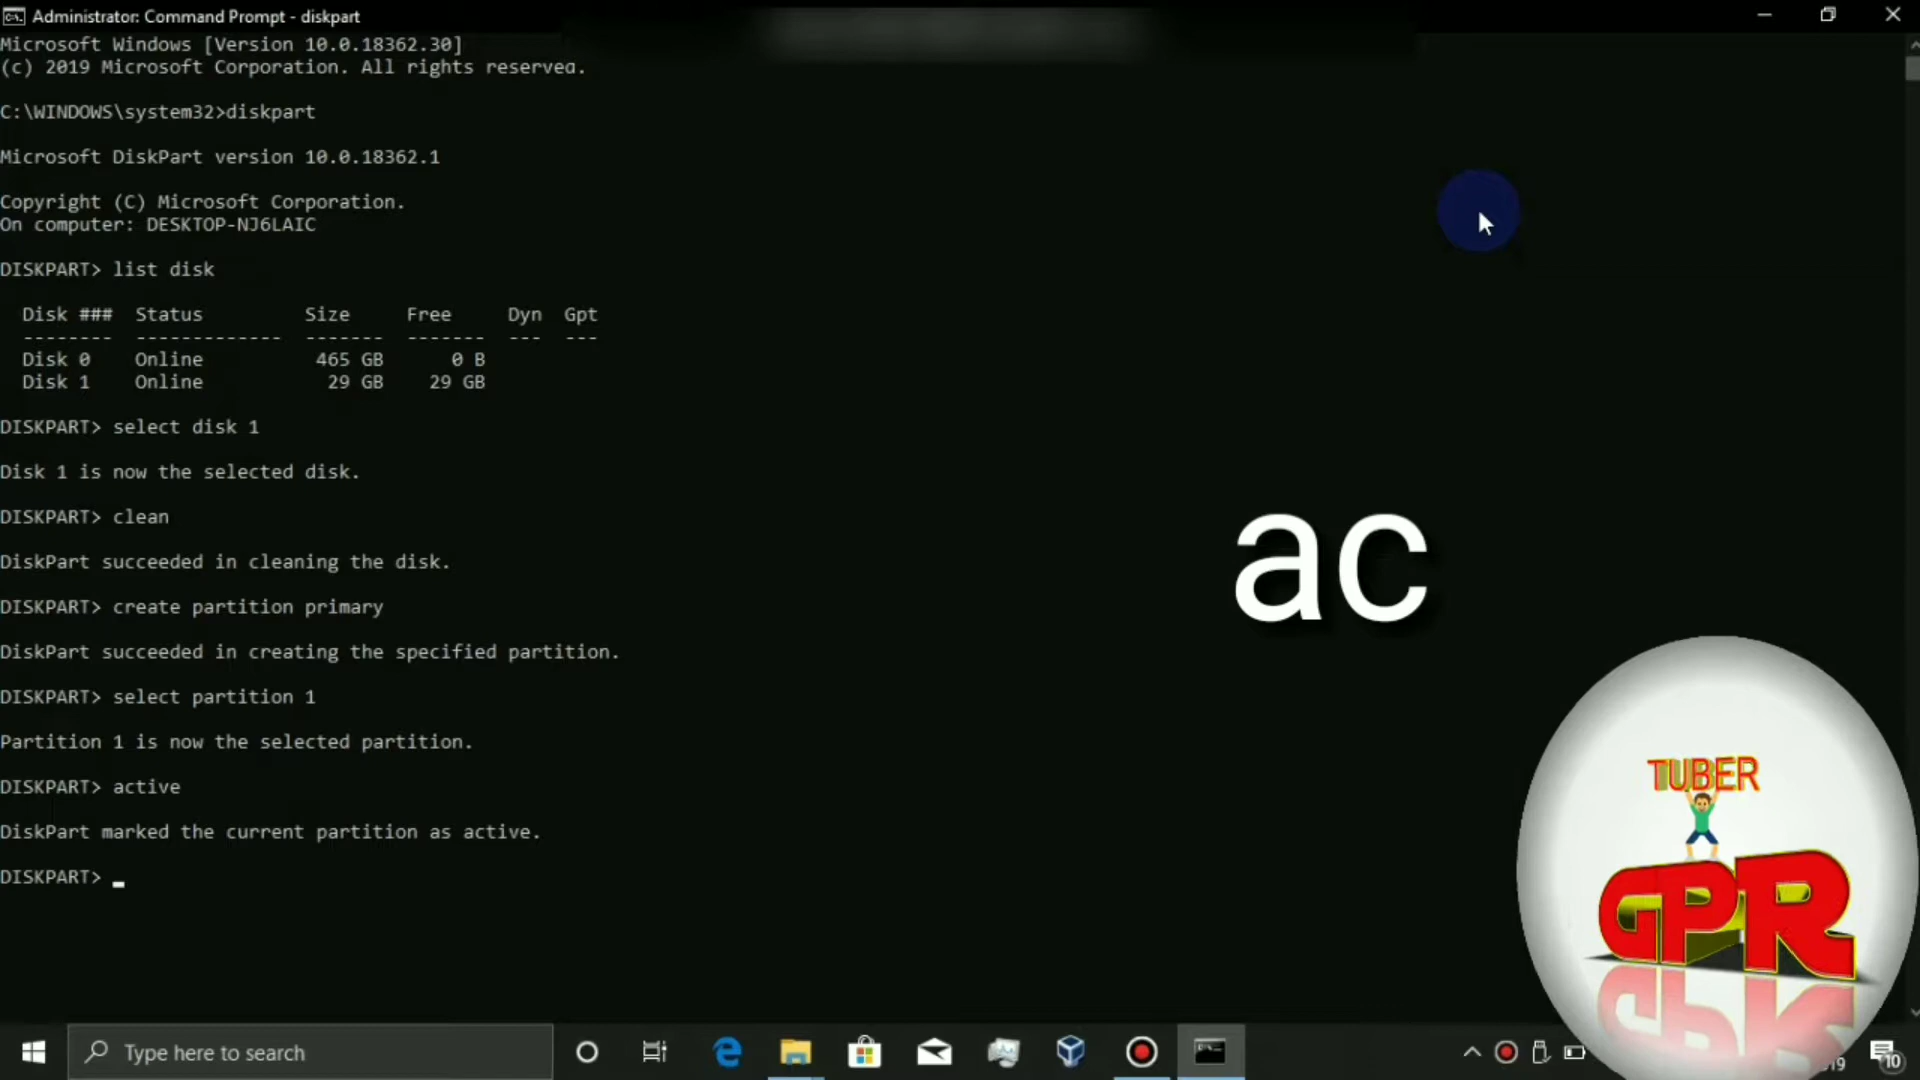 Administrator: Command Prompt - diskpart
Microsoft Windows [Version 10.0.18362.30]
(c) 2019 Microsoft Corporation. All rights reserved.
C:\WINDOWS\system32>diskpart
Microsoft DiskPart version 10.0.18362.1
Copyright (C) Microsoft Corporation.
On computer: DESKTOP-NJ6LAIC
DISKPART> list disk
Disk ### Status Size Free Dyn Gpt
-------- ------------- ------- ------- --- ---
Disk 0 Online 465 GB 0 B
Disk 1 Online 29 GB 29 GB
DISKPART> select disk 1
Disk 1 is now the selected disk.
DISKPART> clean
DiskPart succeeded in cleaning the disk.
ac
DISKPART> create partition primary
DiskPart succeeded in creating the specified partition.
DISKPART> select partition 1
Partition 1 is now the selected partition.
DISKPART> active
DiskPart marked the current partition as active.
DISKPART> _
TUBER
GPR
Type here to search
19
10